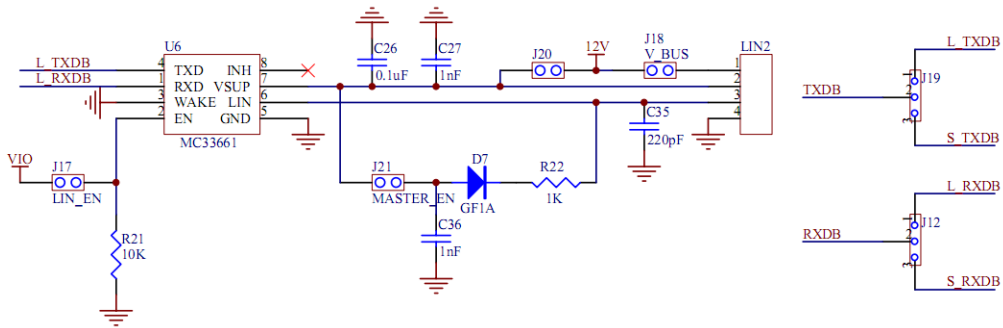 U6
L_TXDB 4 TXD INH 8
L_RXDB 1 RXD VSUP 7
3 WAKE LIN 6
2 EN GND 5
MC33661
C26
0.1uF
C27
1nF
J20
12V
J18
V_BUS
LIN2
1
2
3
4
C35
220pF
VIO
J17
LIN_EN
R21
10K
J21
MASTER_EN
C36
1nF
D7
GF1A
R22
1K
L_TXDB
TXDB
1
2
3
J19
S_TXDB
L_RXDB
RXDB
1
2
3
J12
S_RXDB